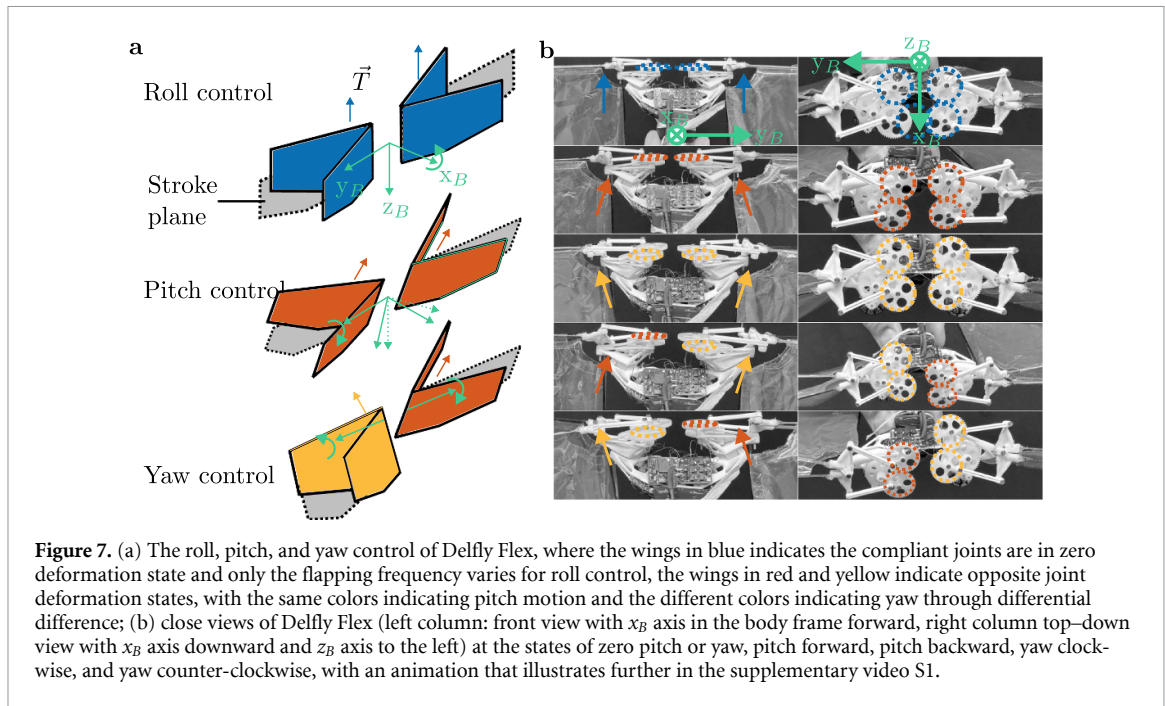 a
Roll control
T⃗
Stroke
plane
y_B
x_B
z_B
Pitch control
Yaw control
b
x_B
y_B
z_B
y_B
x_B
Figure 7. (a) The roll, pitch, and yaw control of Delfly Flex, where the wings in blue indicates the compliant joints are in zero
deformation state and only the flapping frequency varies for roll control, the wings in red and yellow indicate opposite joint
deformation states, with the same colors indicating pitch motion and the different colors indicating yaw through differential
difference; (b) close views of Delfly Flex (left column: front view with x_B axis in the body frame forward, right column top–down
view with x_B axis downward and z_B axis to the left) at the states of zero pitch or yaw, pitch forward, pitch backward, yaw clock-
wise, and yaw counter-clockwise, with an animation that illustrates further in the supplementary video S1.